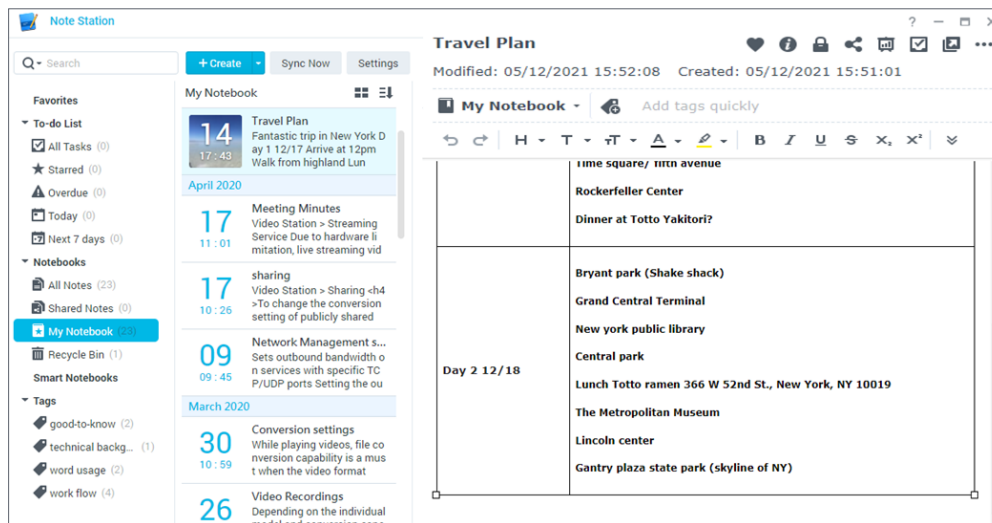 Note Station
?
Search
+ Create
Sync Now
Settings
Favorites
To-do List
All Tasks (0)
Starred (0)
Overdue (0)
Today (0)
Next 7 days (0)
Notebooks
All Notes (23)
Shared Notes (0)
My Notebook (23)
Recycle Bin (1)
Smart Notebooks
Tags
good-to-know (2)
technical backg... (1)
word usage (2)
work flow (4)
My Notebook
14
17:43
Travel Plan
Fantastic trip in New York D
ay 1 12/17 Arrive at 12pm
Walk from highland Lun
April 2020
17
11:01
Meeting Minutes
Video Station > Streaming
Service Due to hardware li
mitation, live streaming vid
17
10:26
sharing
Video Station > Sharing <h4
>To change the conversion
setting of publicly shared
09
09:45
Network Management s...
Sets outbound bandwidth o
n services with specific TC
P/UDP ports Setting the ou
March 2020
30
10:59
Conversion settings
While playing videos, file co
nversion capability is a mus
t when the video format
26
Video Recordings
Depending on the individual
model and conversion
Travel Plan
Modified: 05/12/2021 15:52:08 Created: 05/12/2021 15:51:01
My Notebook
Add tags quickly
H T TT A B I U S X₂ X²
Time square/ fifth avenue
Rockerfeller Center
Dinner at Totto Yakitori?
Day 2 12/18
Bryant park (Shake shack)
Grand Central Terminal
New york public library
Central park
Lunch Totto ramen 366 W 52nd St., New York, NY 10019
The Metropolitan Museum
Lincoln center
Gantry plaza state park (skyline of NY)